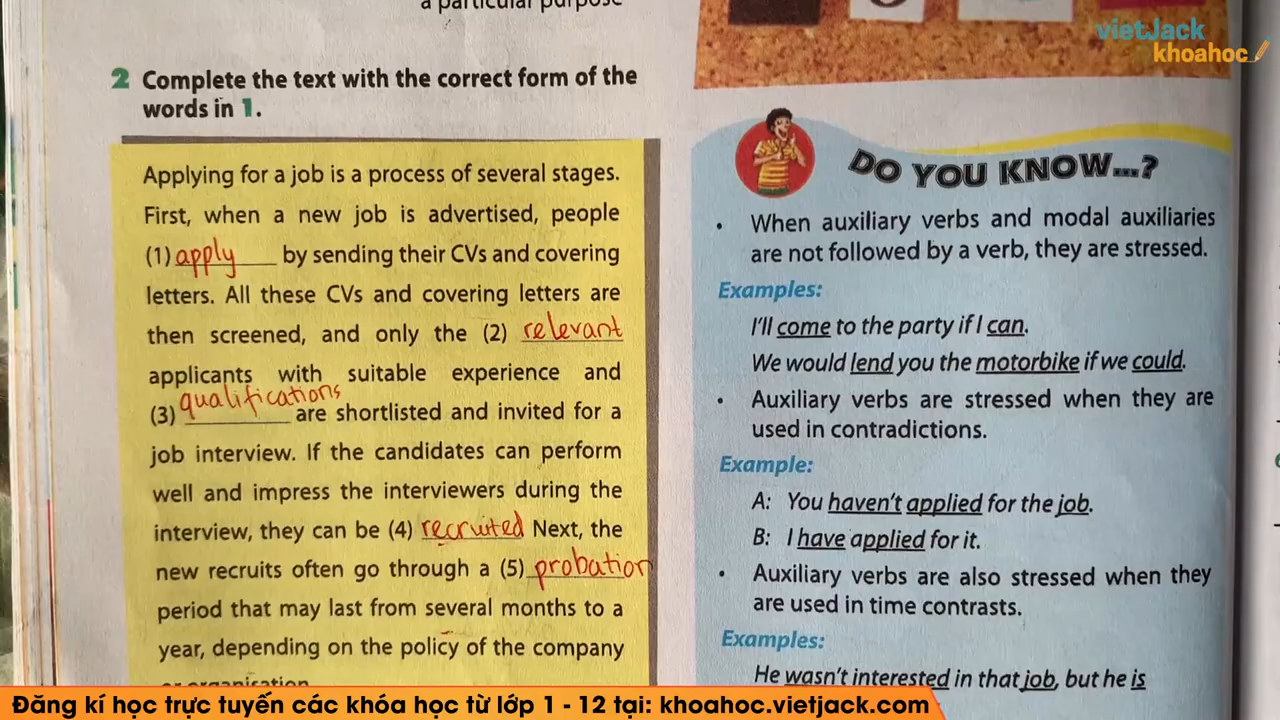 a particular purpose
2 Complete the text with the correct form of the
words in 1.
Applying for a job is a process of several stages.
First, when a new job is advertised, people
(1) apply by sending their CVs and covering
letters. All these CVs and covering letters are
then screened, and only the (2) relevant
applicants with suitable experience and
(3) qualifications are shortlisted and invited for a
job interview. If the candidates can perform
well and impress the interviewers during the
interview, they can be (4) recruited Next, the
new recruits often go through a (5) probation
period that may last from several months to a
year, depending on the policy of the company
or organisation
vietJack
khoahoc
DO YOU KNOW...?
• When auxiliary verbs and modal auxiliaries
are not followed by a verb, they are stressed.
Examples:
I'll come to the party if I can.
We would lend you the motorbike if we could.
• Auxiliary verbs are stressed when they are
used in contradictions.
Example:
A: You haven't applied for the job.
B: I have applied for it.
• Auxiliary verbs are also stressed when they
are used in time contrasts.
Examples:
He wasn't interested in that job, but he is
Đăng kí học trực tuyến các khóa học từ lớp 1 - 12 tại: khoahoc.vietjack.com